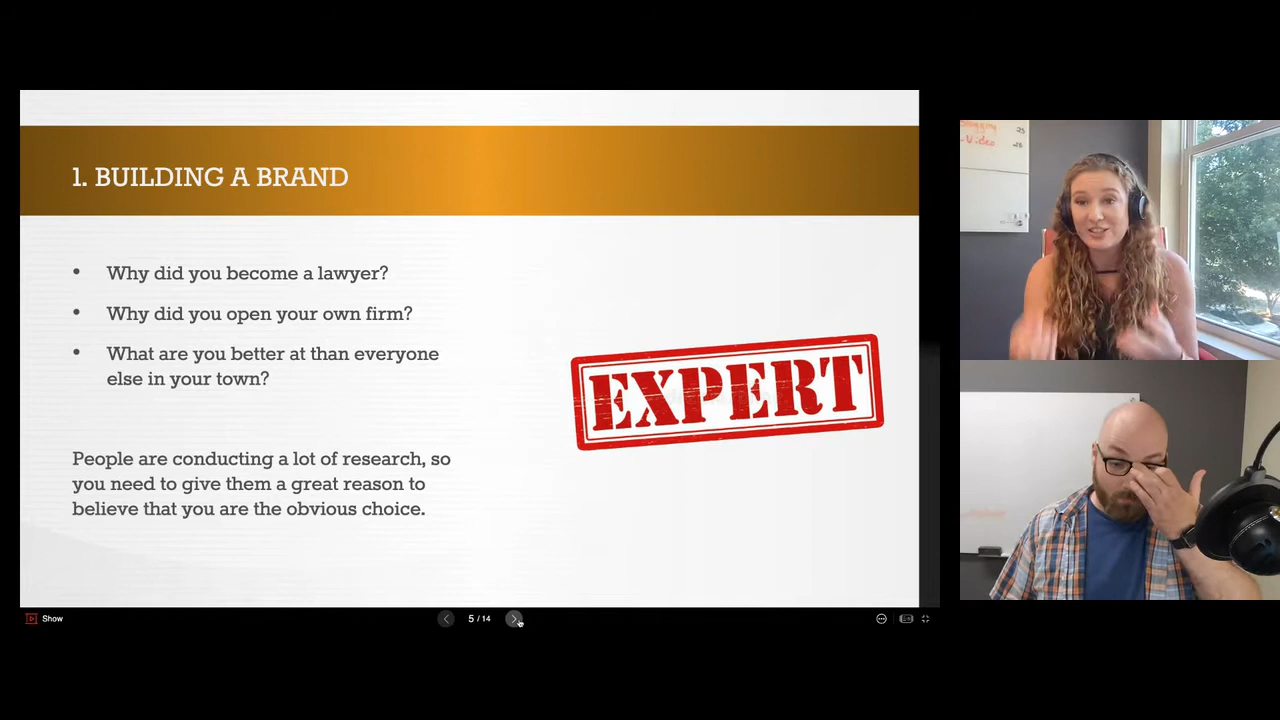 1. BUILDING A BRAND
• Why did you become a lawyer?
• Why did you open your own firm?
• What are you better at than everyone
else in your town?
People are conducting a lot of research, so
you need to give them a great reason to
believe that you are the obvious choice.
EXPERT
Show
5 / 14
25
Video